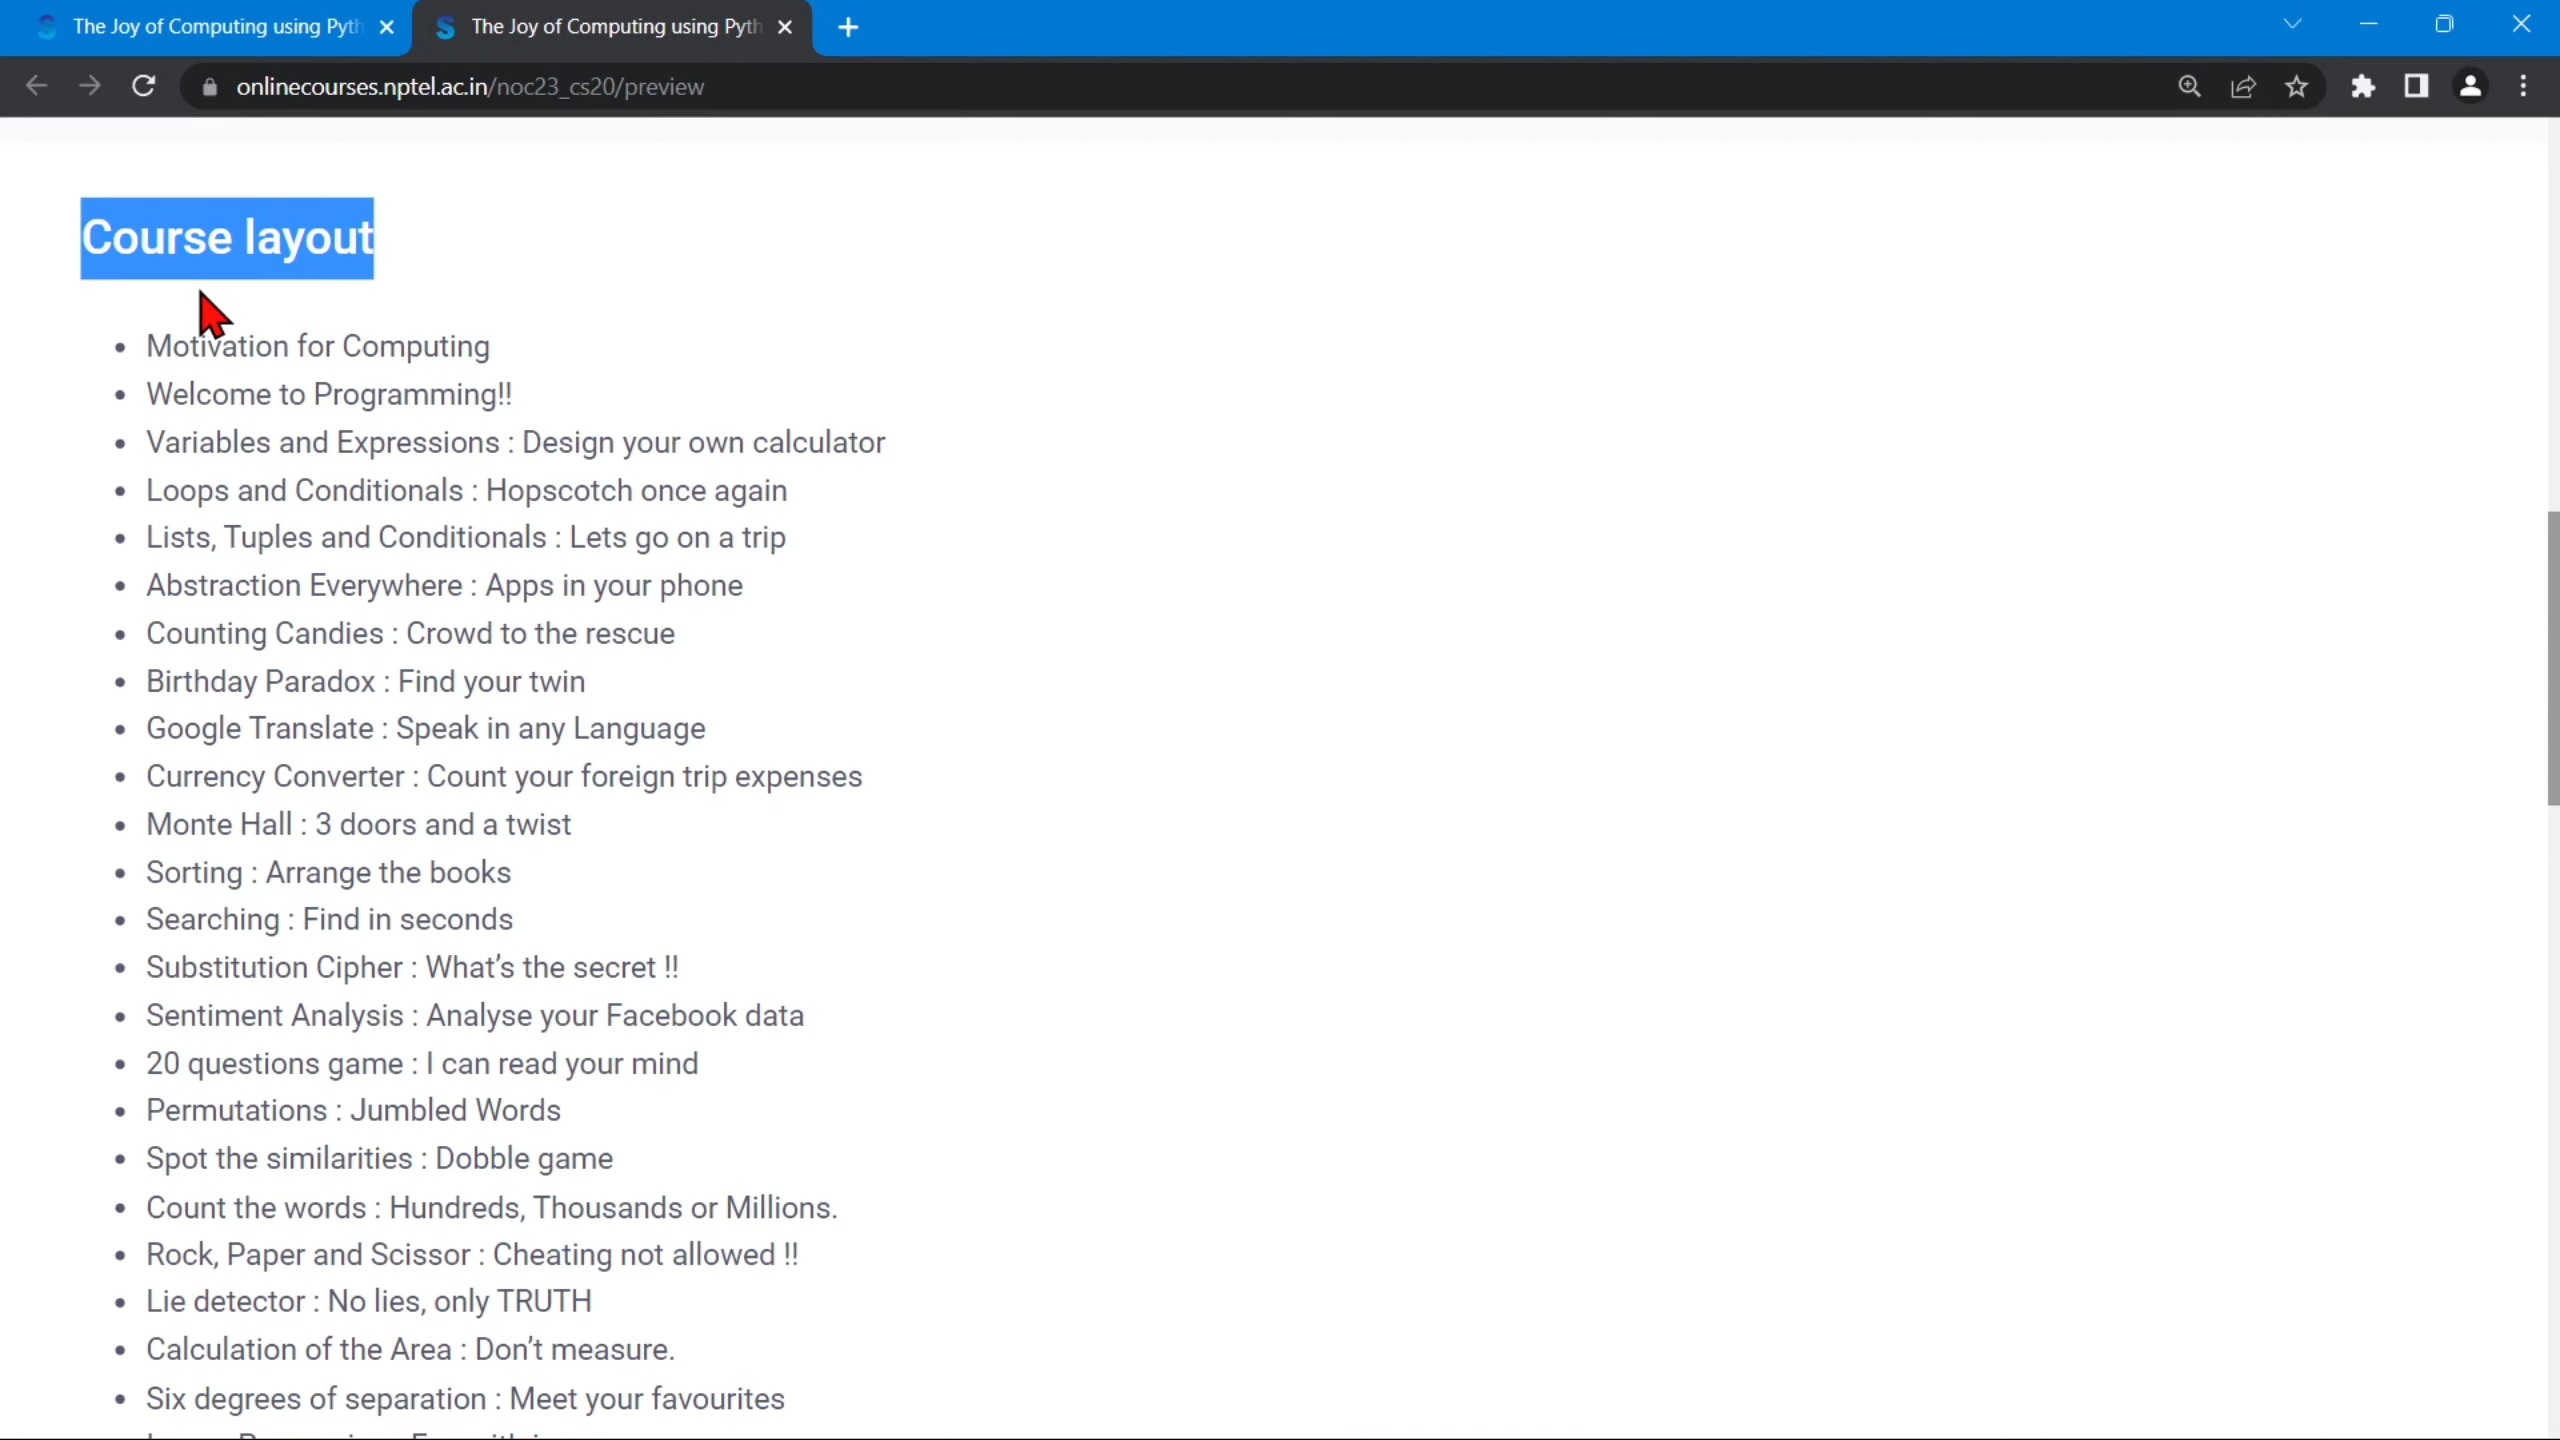 The Joy of Computing using Pyth
The Joy of Computing using Pyth
onlinecourses.nptel.ac.in/noc23_cs20/preview
Course layout
Motivation for Computing
Welcome to Programming!!
Variables and Expressions : Design your own calculator
Loops and Conditionals : Hopscotch once again
Lists, Tuples and Conditionals : Lets go on a trip
Abstraction Everywhere : Apps in your phone
Counting Candies : Crowd to the rescue
Birthday Paradox : Find your twin
Google Translate : Speak in any Language
Currency Converter : Count your foreign trip expenses
Monte Hall : 3 doors and a twist
Sorting : Arrange the books
Searching : Find in seconds
Substitution Cipher : What’s the secret !!
Sentiment Analysis : Analyse your Facebook data
20 questions game : I can read your mind
Permutations : Jumbled Words
Spot the similarities : Dobble game
Count the words : Hundreds, Thousands or Millions.
Rock, Paper and Scissor : Cheating not allowed !!
Lie detector : No lies, only TRUTH
Calculation of the Area : Don’t measure.
Six degrees of separation : Meet your favourites